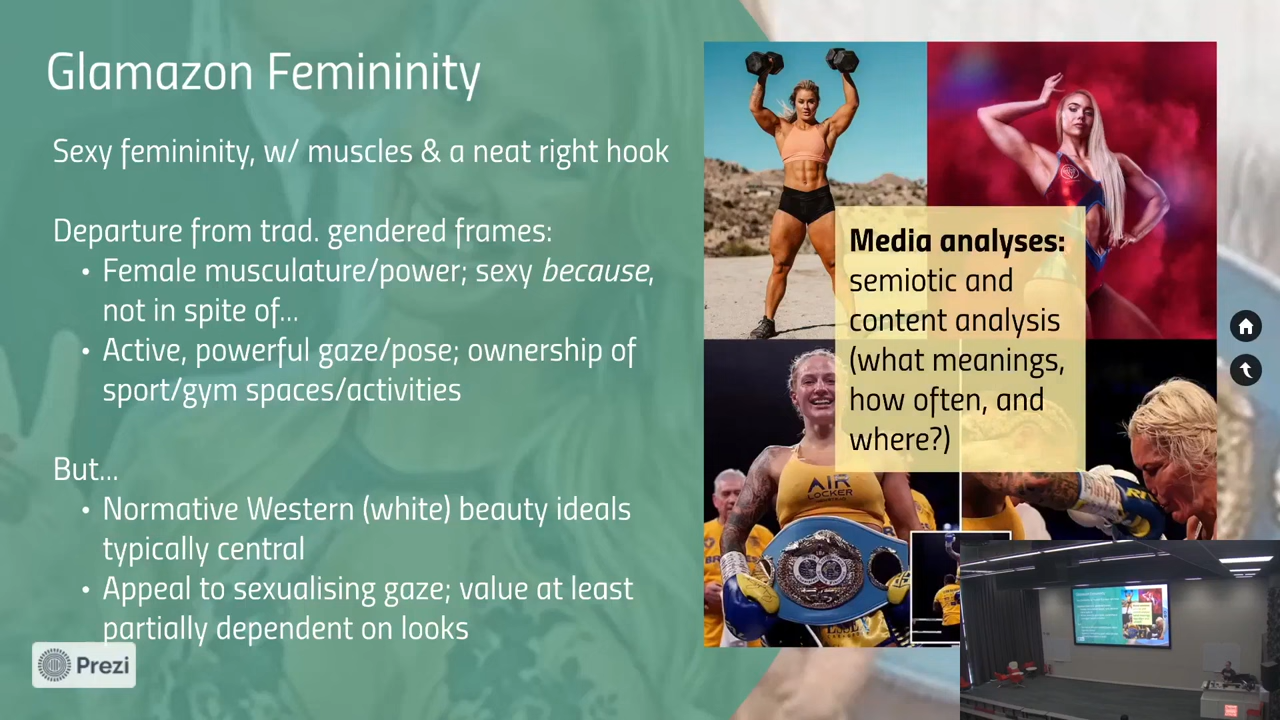 Glamazon Femininity
Sexy femininity, w/ muscles & a neat right hook
Departure from trad. gendered frames:
• Female musculature/power; sexy because,
not in spite of...
• Active, powerful gaze/pose; ownership of
sport/gym spaces/activities
But...
• Normative Western (white) beauty ideals
typically central
• Appeal to sexualising gaze; value at least
partially dependent on looks
Prezi
Media analyses:
semiotic and
content analysis
(what meanings,
how often, and
where?)
AIR
LOCKER